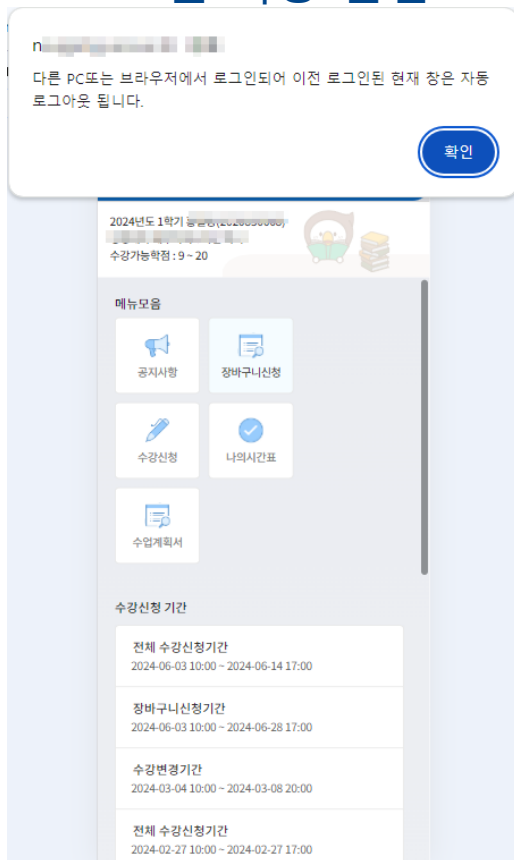 다른 PC또는 브라우저에서 로그인되어 이전 로그인된 현재 창은 자동
로그아웃 됩니다.
확인
2024년도 1학기
수강가능학점 : 9 ~ 20
메뉴모음
공지사항
장바구니신청
수강신청
나의시간표
수업계획서
수강신청 기간
전체 수강신청기간
2024-06-03 10:00 ~ 2024-06-14 17:00
장바구니신청기간
2024-06-03 10:00 ~ 2024-06-28 17:00
수강변경기간
2024-03-04 10:00 ~ 2024-03-08 20:00
전체 수강신청기간
2024-02-27 10:00 ~ 2024-02-27 17:00